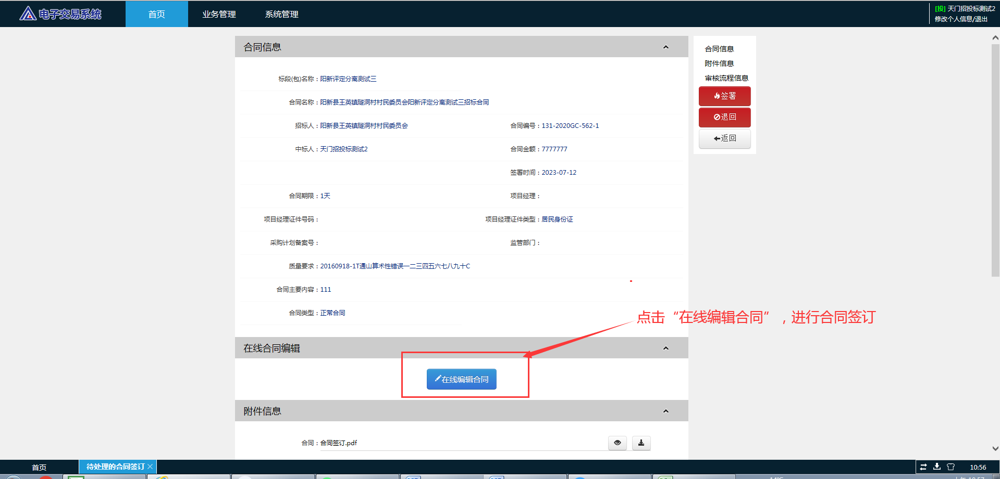 电子交易系统 首页 业务管理 系统管理
[投] 天门招投标测试2
修改个人信息/退出
合同信息
标段(包)名称：阳新评定分离测试三
合同名称：阳新县王英镇隧洞村村民委员会阳新评定分离测试三招标合同
招标人：阳新县王英镇隧洞村村民委员会 合同编号：131-2020GC-562-1
中标人：天门招投标测试2 合同金额：7777777
签署时间：2023-07-12
合同期限：1天 项目经理：
项目经理证件号码： 项目经理证件类型：居民身份证
采购计划备案号： 监管部门：
质量要求：20160918-1T通山算术性错误一二三四五六七八九十C
合同主要内容：111
合同类型：正常合同
点击“在线编辑合同”，进行合同签订
在线合同编辑
在线编辑合同
附件信息
合同：合同签订.pdf
合同信息
附件信息
审核流程信息
签署
退回
返回
首页 待处理的合同签订 10:56